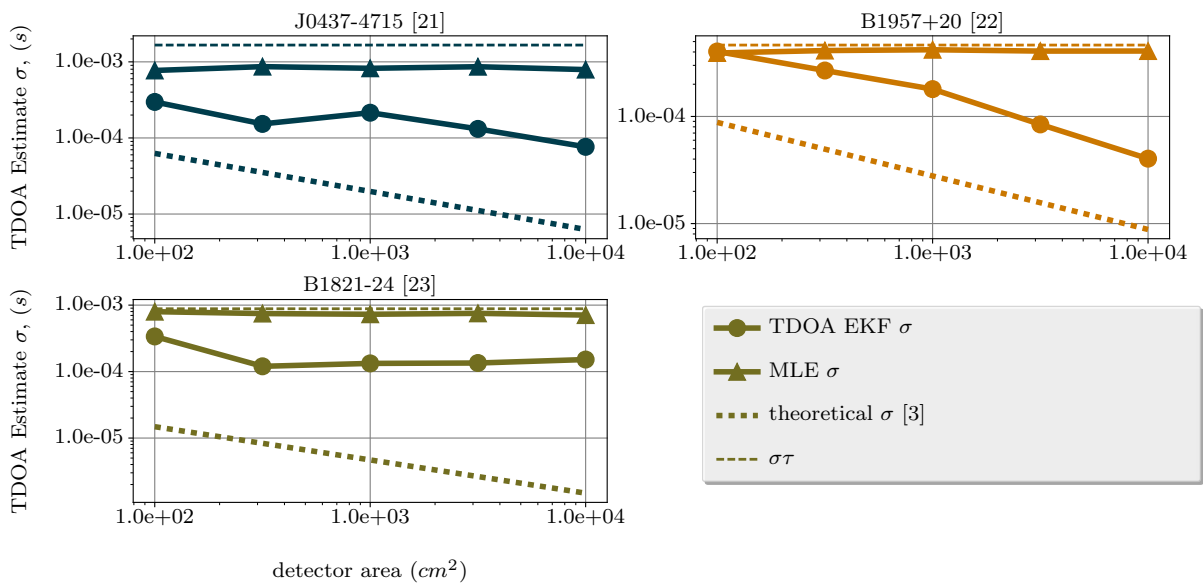 J0437-4715 [21]
B1957+20 [22]
TDOA Estimate σ, (s)
1.0e-03
1.0e-04
1.0e-05
1.0e+02
1.0e+03
1.0e+04
1.0e-04
1.0e-05
1.0e+02
1.0e+03
1.0e+04
B1821-24 [23]
TDOA Estimate σ, (s)
1.0e-03
1.0e-04
1.0e-05
1.0e+02
1.0e+03
1.0e+04
detector area (cm²)
TDOA EKF σ
MLE σ
theoretical σ [3]
στ